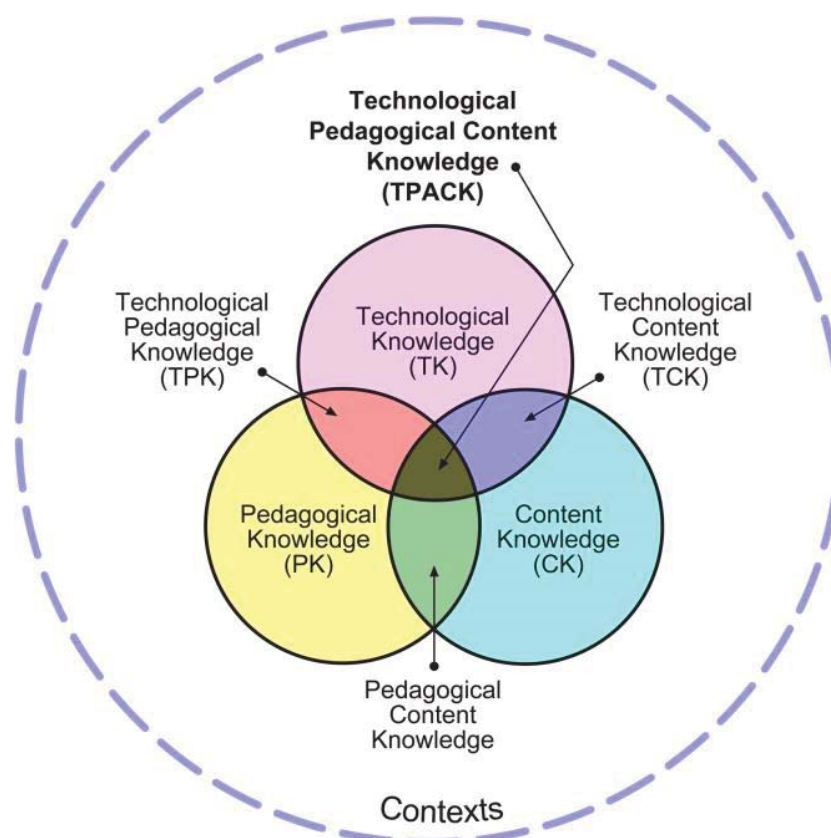 Technological
Pedagogical Content
Knowledge
(TPACK)
Technological
Pedagogical
Knowledge
(TPK)
Technological
Knowledge
(TK)
Technological
Content
Knowledge
(TCK)
Pedagogical
Knowledge
(PK)
Content
Knowledge
(CK)
Pedagogical
Content
Knowledge
Contexts